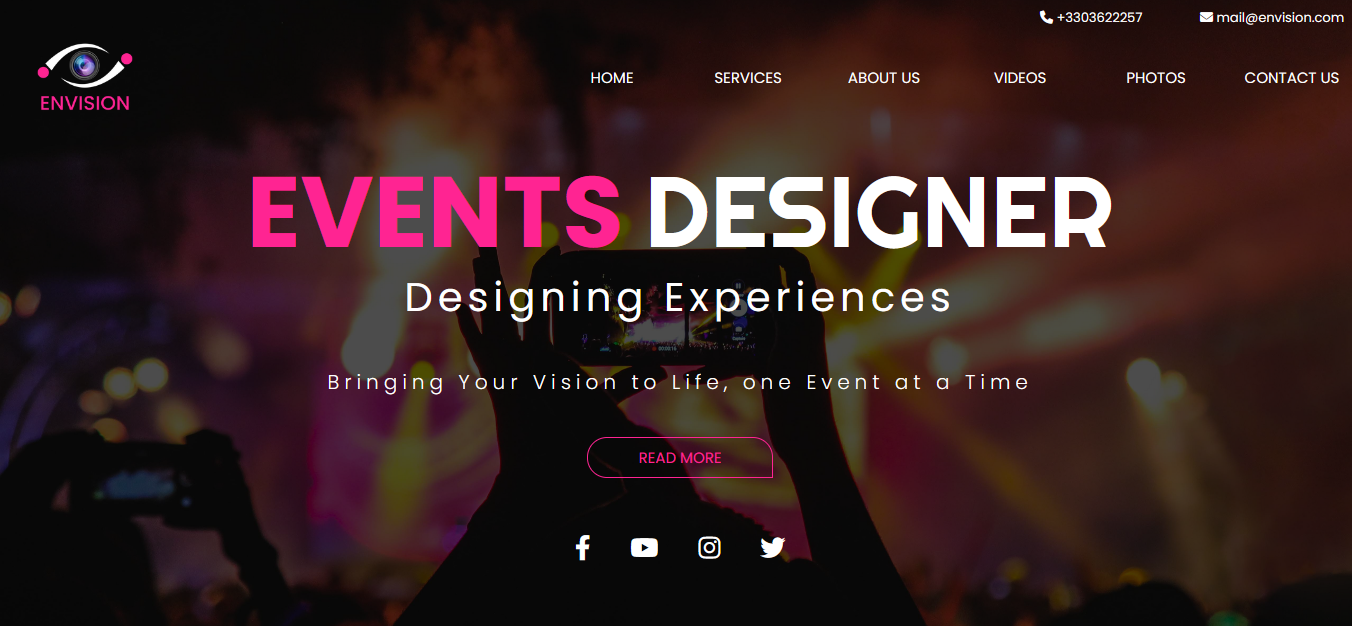 +3303622257 mail@envision.com
ENVISION
HOME SERVICES ABOUT US VIDEOS PHOTOS CONTACT US
EVENTS DESIGNER
Designing Experiences
Bringing Your Vision to Life, one Event at a Time
READ MORE